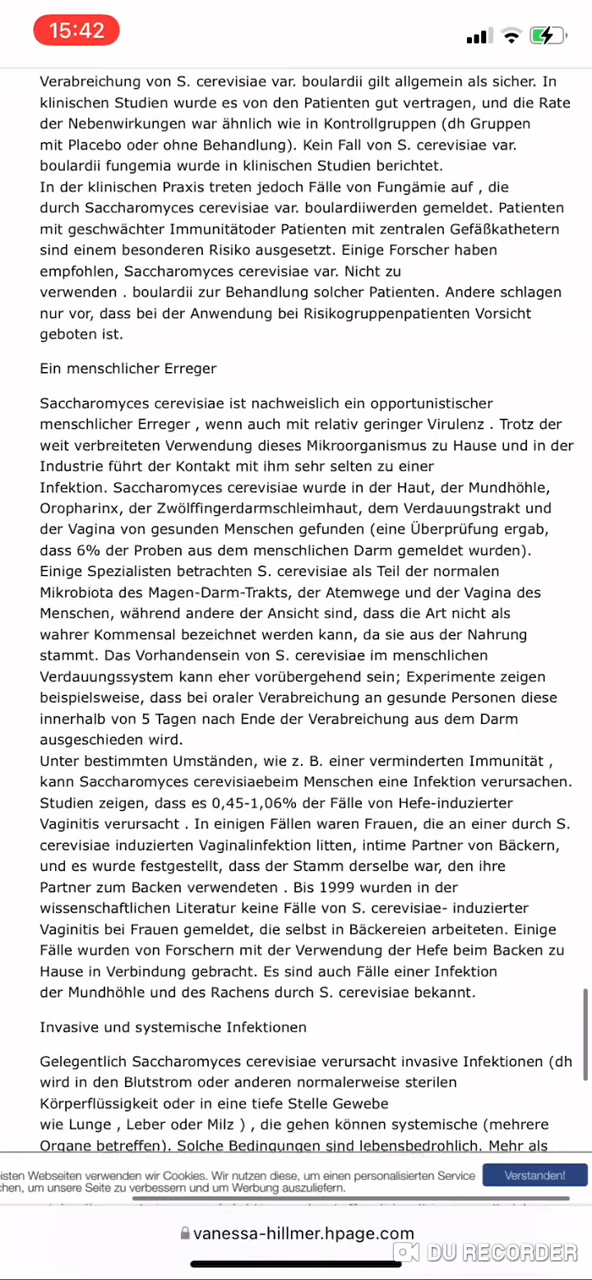 15:42
Verabreichung von S. cerevisiae var. boulardii gilt allgemein als sicher. In
klinischen Studien wurde es von den Patienten gut vertragen, und die Rate
der Nebenwirkungen war ähnlich wie in Kontrollgruppen (dh Gruppen
mit Placebo oder ohne Behandlung). Kein Fall von S. cerevisiae var.
boulardii fungemia wurde in klinischen Studien berichtet.
In der klinischen Praxis treten jedoch Fälle von Fungämie auf , die
durch Saccharomyces cerevisiae var. boulardiiwerden gemeldet. Patienten
mit geschwächter Immunitätoder Patienten mit zentralen Gefäßkathetern
sind einem besonderen Risiko ausgesetzt. Einige Forscher haben
empfohlen, Saccharomyces cerevisiae var. Nicht zu
verwenden . boulardii zur Behandlung solcher Patienten. Andere schlagen
nur vor, dass bei der Anwendung bei Risikogruppenpatienten Vorsicht
geboten ist.
Ein menschlicher Erreger
Saccharomyces cerevisiae ist nachweislich ein opportunistischer
menschlicher Erreger , wenn auch mit relativ geringer Virulenz . Trotz der
weit verbreiteten Verwendung dieses Mikroorganismus zu Hause und in der
Industrie führt der Kontakt mit ihm sehr selten zu einer
Infektion. Saccharomyces cerevisiae wurde in der Haut, der Mundhöhle,
Oropharinx, der Zwölffingerdarmschleimhaut, dem Verdauungstrakt und
der Vagina von gesunden Menschen gefunden (eine Überprüfung ergab,
dass 6% der Proben aus dem menschlichen Darm gemeldet wurden).
Einige Spezialisten betrachten S. cerevisiae als Teil der normalen
Mikrobiota des Magen-Darm-Trakts, der Atemwege und der Vagina des
Menschen, während andere der Ansicht sind, dass die Art nicht als
wahrer Kommensal bezeichnet werden kann, da sie aus der Nahrung
stammt. Das Vorhandensein von S. cerevisiae im menschlichen
Verdauungssystem kann eher vorübergehend sein; Experimente zeigen
beispielsweise, dass bei oraler Verabreichung an gesunde Personen diese
innerhalb von 5 Tagen nach Ende der Verabreichung aus dem Darm
ausgeschieden wird.
Unter bestimmten Umständen, wie z. B. einer verminderten Immunität ,
kann Saccharomyces cerevisiaebeim Menschen eine Infektion verursachen.
Studien zeigen, dass es 0,45-1,06% der Fälle von Hefe-induzierter
Vaginitis verursacht . In einigen Fällen waren Frauen, die an einer durch S.
cerevisiae induzierten Vaginalinfektion litten, intime Partner von Bäckern,
und es wurde festgestellt, dass der Stamm derselbe war, den ihre
Partner zum Backen verwendeten . Bis 1999 wurden in der
wissenschaftlichen Literatur keine Fälle von S. cerevisiae- induzierter
Vaginitis bei Frauen gemeldet, die selbst in Bäckereien arbeiteten. Einige
Fälle wurden von Forschern mit der Verwendung der Hefe beim Backen zu
Hause in Verbindung gebracht. Es sind auch Fälle einer Infektion
der Mundhöhle und des Rachens durch S. cerevisiae bekannt.
Invasive und systemische Infektionen
Gelegentlich Saccharomyces cerevisiae verursacht invasive Infektionen (dh
wird in den Blutstrom oder anderen normalerweise sterilen
Körperflüssigkeit oder in eine tiefe Stelle Gewebe
wie Lunge , Leber oder Milz ) , die gehen können systemische (mehrere
Organe betreffen). Solche Bedingungen sind lebensbedrohlich. Mehr als
isten Webseiten verwenden wir Cookies. Wir nutzen diese, um einen personalisierten Service
chen, um unsere Seite zu verbessern und um Werbung auszuliefern.
Verstanden!
vanessa-hillmer.hpage.com
DU RECORDER